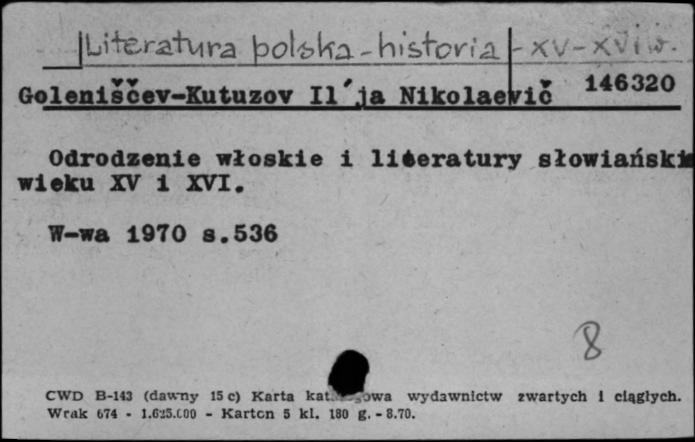 Literatura polska - historia - XV - XVI w.
Goleniščev-Kutuzov Il´ja Nikolaevič 146320
Odrodzenie włoskie i literatury słowiańskie
wieku XV i XVI.
W-wa 1970 s.536
8
CWD B-143 (dawny 15 c) Karta wydawnictw zwartych i ciągłych.
Wrak 674 - 1.625.000 - Karton 5 kl. 180 g. - 8.70.